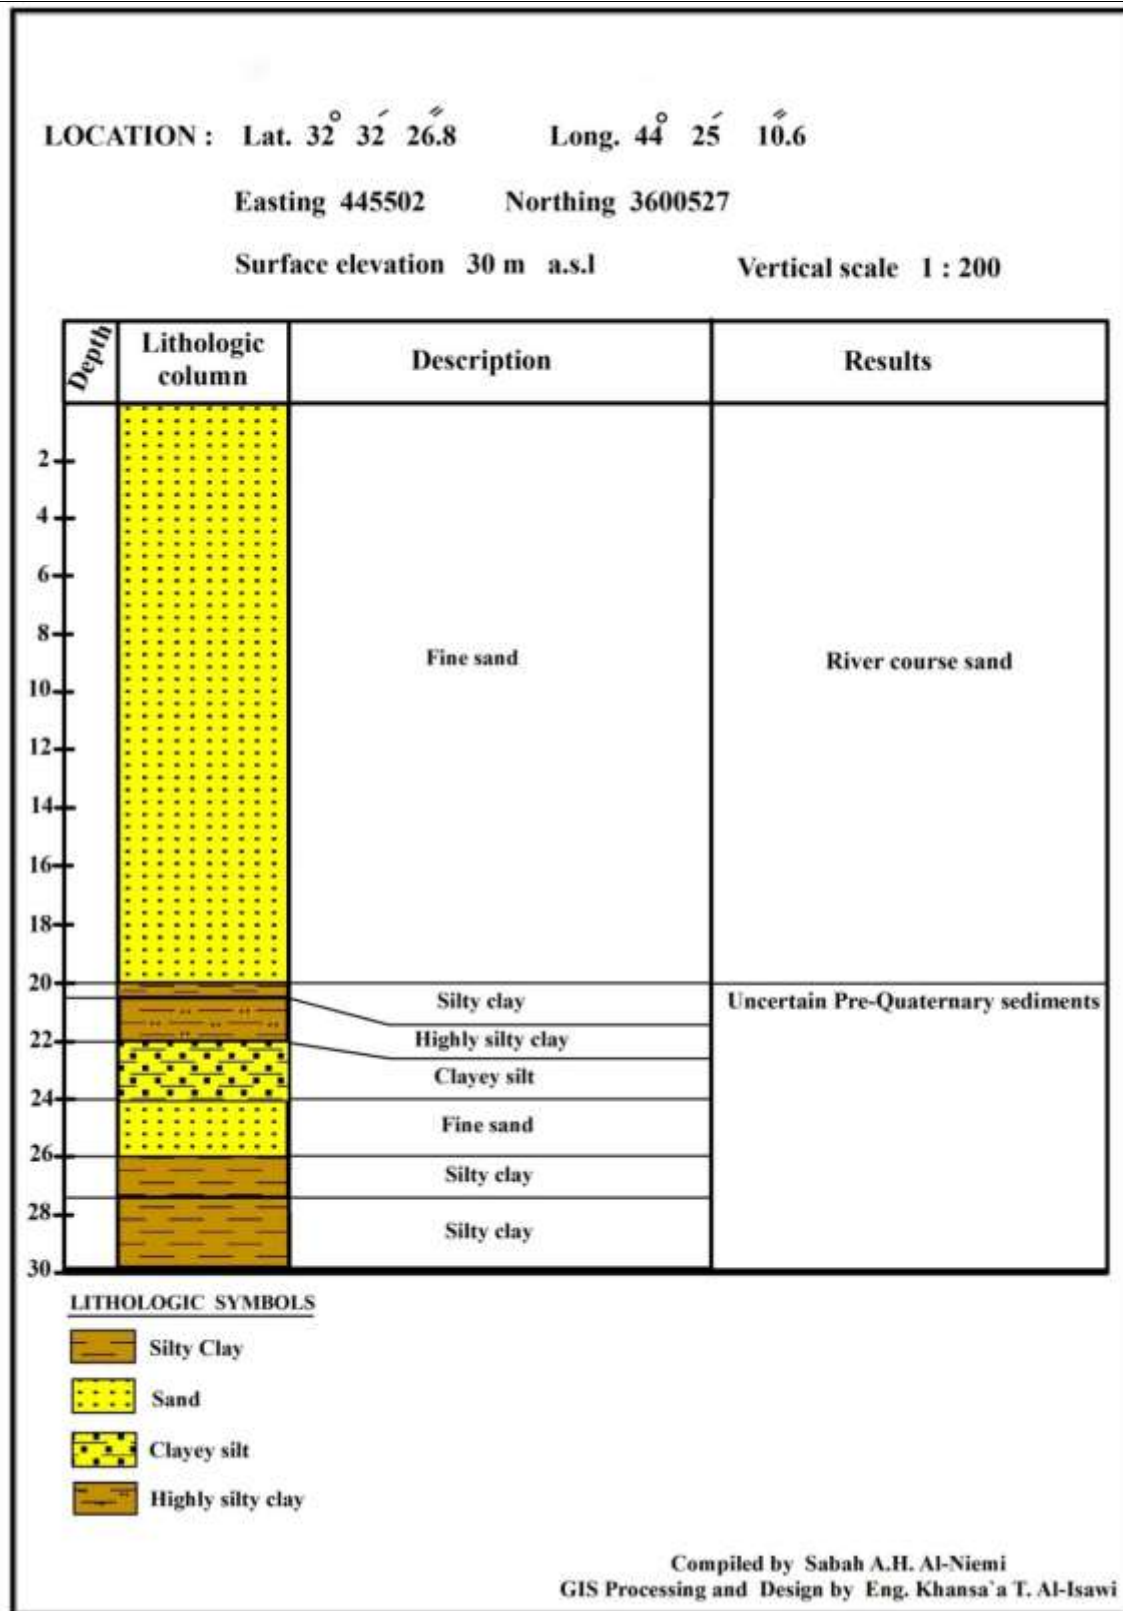 LOCATION : Lat. 32° 32′ 26.8″ Long. 44° 25′ 10.6″
Easting 445502 Northing 3600527
Surface elevation 30 m a.s.l Vertical scale 1 : 200
Depth
Lithologic
column
Description
Results
2
4
6
8
Fine sand
River course sand
10
12
14
16
18
20
Silty clay
Uncertain Pre-Quaternary sediments
Highly silty clay
22
Clayey silt
24
Fine sand
26
Silty clay
28
Silty clay
30
LITHOLOGIC SYMBOLS
Silty Clay
Sand
Clayey silt
Highly silty clay
Compiled by Sabah A.H. Al-Niemi
GIS Processing and Design by Eng. Khansa`a T. Al-Isawi